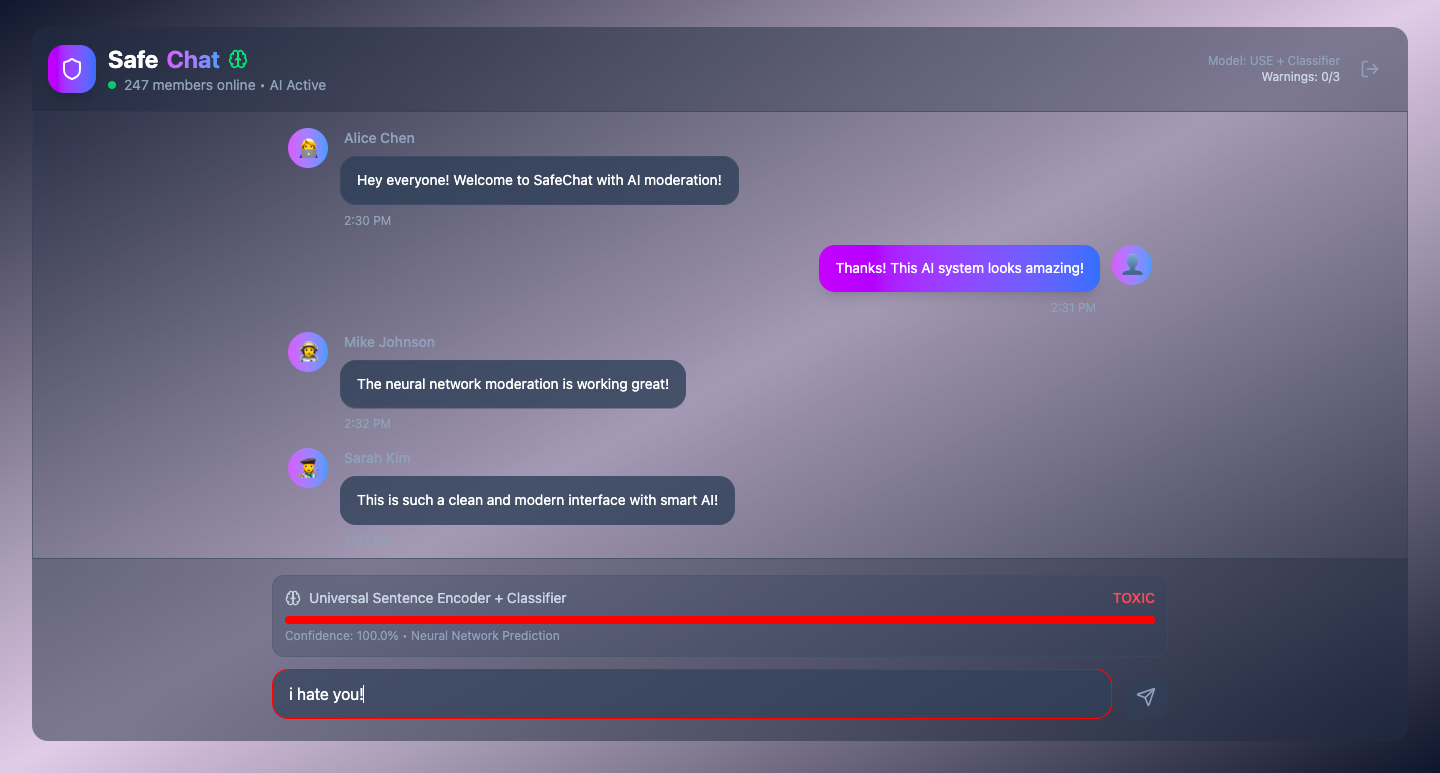 Safe Chat
247 members online • AI Active
Model: USE + Classifier
Warnings: 0/3
Alice Chen
Hey everyone! Welcome to SafeChat with AI moderation!
2:30 PM
Thanks! This AI system looks amazing!
2:31 PM
Mike Johnson
The neural network moderation is working great!
2:32 PM
Sarah Kim
This is such a clean and modern interface with smart AI!
Universal Sentence Encoder + Classifier
TOXIC
Confidence: 100.0% • Neural Network Prediction
i hate you!